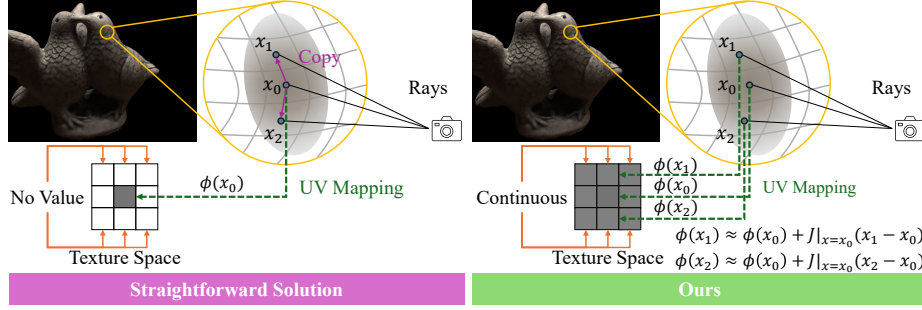 x₁
Copy
x₀
Rays
x₂
ϕ(x₀)
UV Mapping
No Value
Texture Space
Straightforward Solution
x₁
x₀
Rays
x₂
ϕ(x₁)
UV Mapping
ϕ(x₀)
Continuous
ϕ(x₂)
ϕ(x₁) ≈ ϕ(x₀) + J|ₓ₌ₓ₀(x₁ − x₀)
Texture Space
ϕ(x₂) ≈ ϕ(x₀) + J|ₓ₌ₓ₀(x₂ − x₀)
Ours